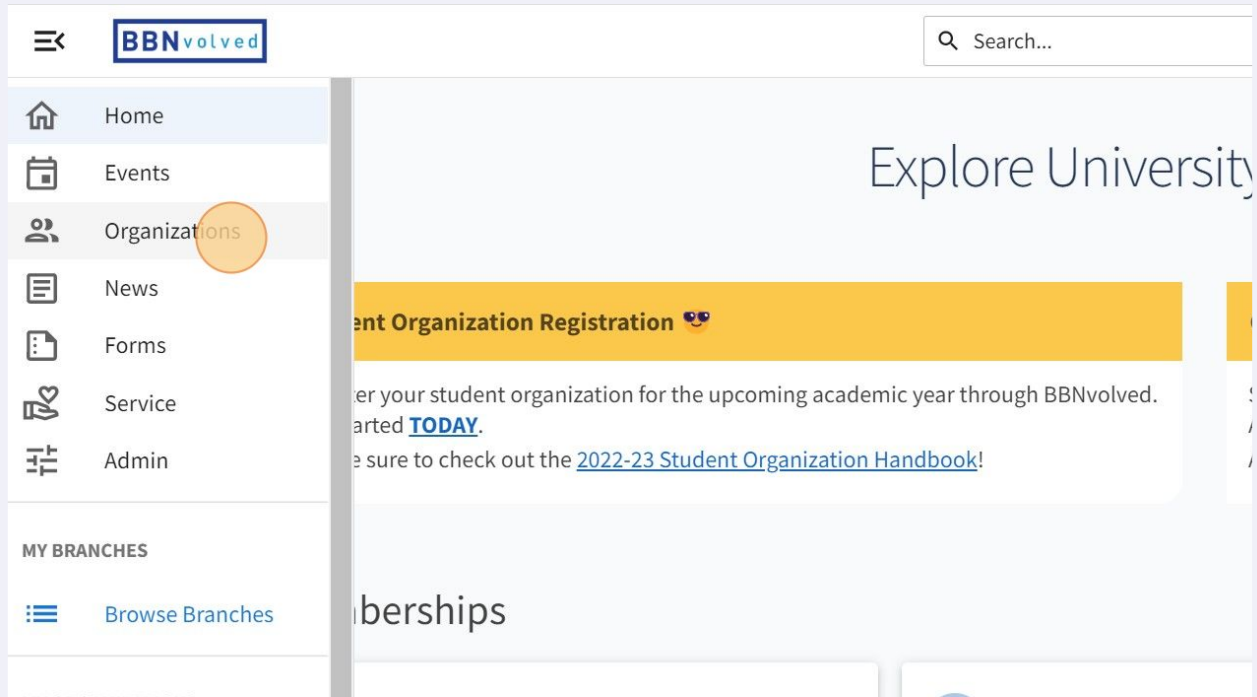 BBNvolved
Search...
Home
Events
Organizations
News
Forms
Service
Admin
MY BRANCHES
Browse Branches
Explore University
ent Organization Registration
er your student organization for the upcoming academic year through BBNvolved.
arted TODAY.
e sure to check out the 2022-23 Student Organization Handbook!
berships